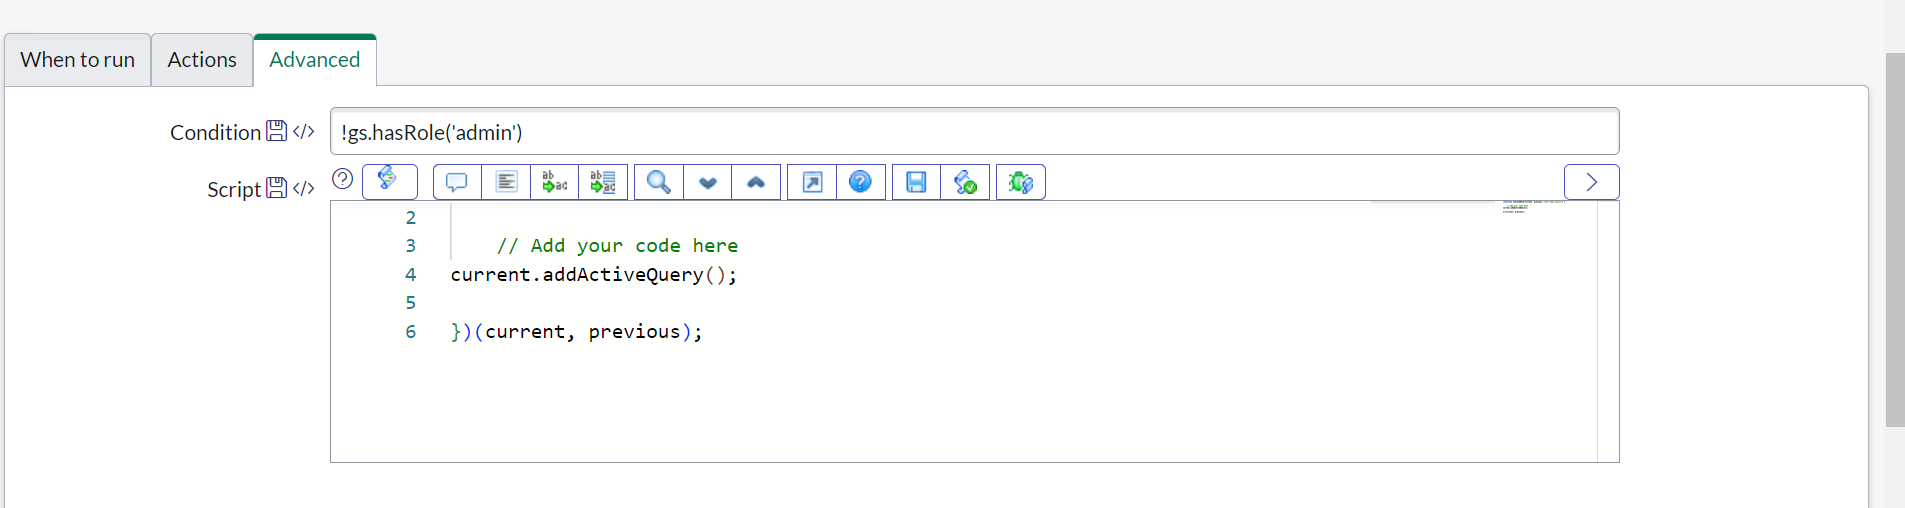 When to run Actions Advanced
Condition </> !gs.hasRole('admin')
Script </>
2
3 // Add your code here
4 current.addActiveQuery();
5
6 })(current, previous);